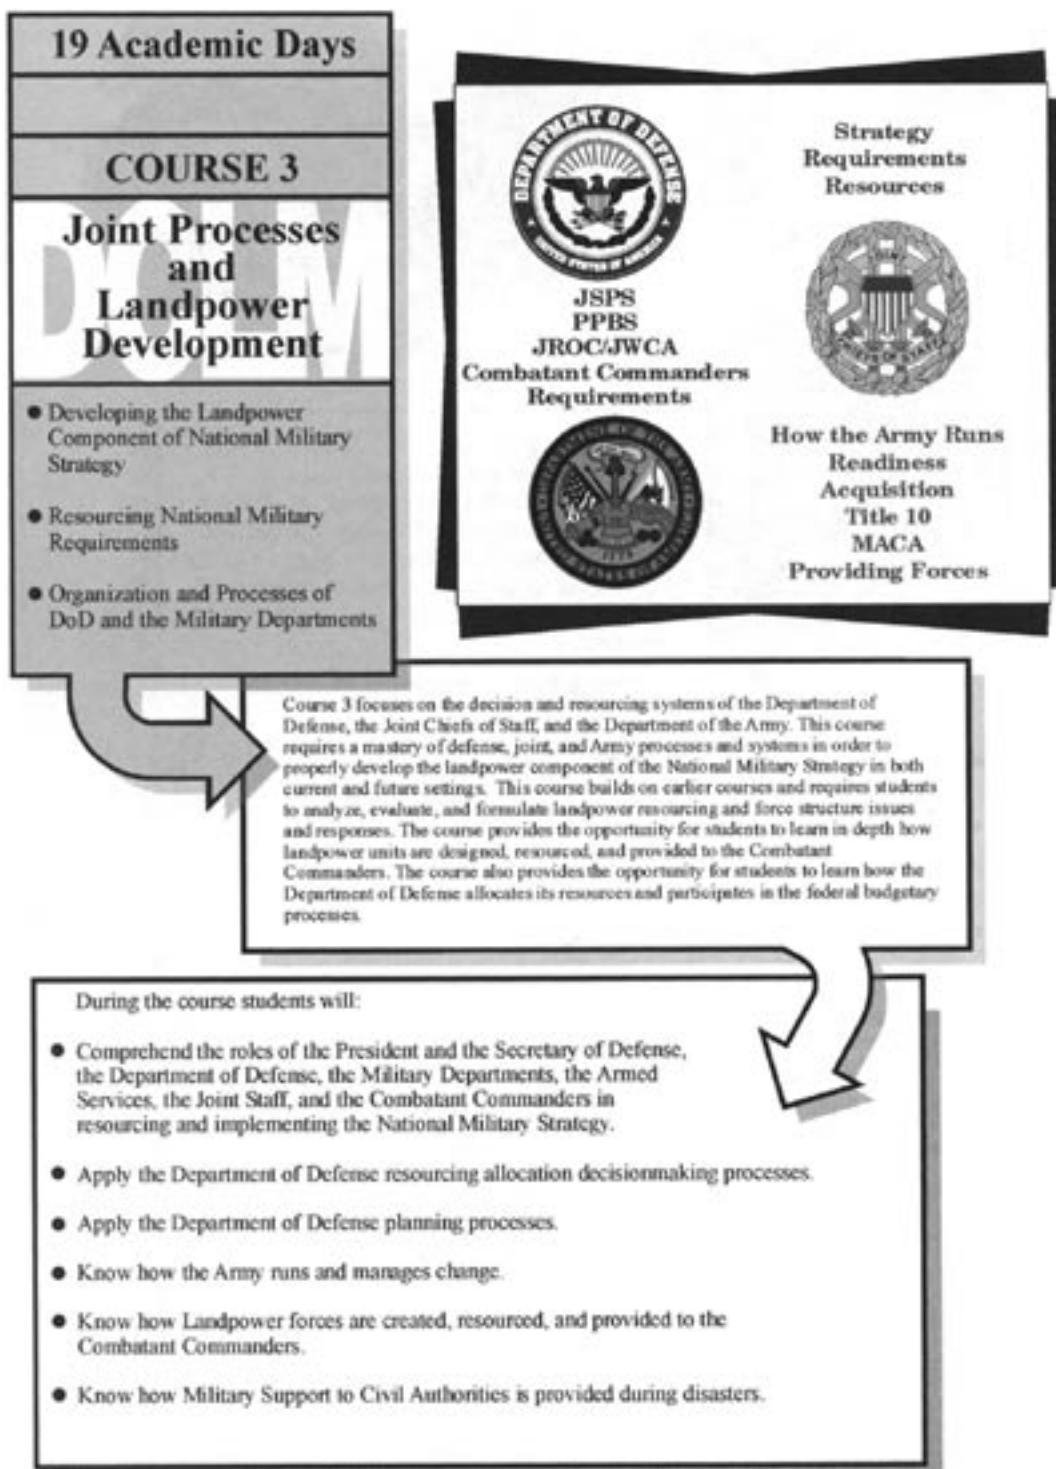 19 Academic Days
COURSE 3
DCLM
Joint Processes
and
Landpower
Development
● Developing the Landpower
Component of National Military
Strategy
● Resourcing National Military
Requirements
● Organization and Processes of
DoD and the Military Departments
DEPARTMENT OF DEFENSE
UNITED STATES OF AMERICA
JSPS
PPBS
JROC/JWCA
Combatant Commanders
Requirements
1775
Strategy
Requirements
Resources
JOINT
CHIEFS OF STAFF
How the Army Runs
Readiness
Acquisition
Title 10
MACA
Providing Forces
Course 3 focuses on the decision and resourcing systems of the Department of
Defense, the Joint Chiefs of Staff, and the Department of the Army. This course
requires a mastery of defense, joint, and Army processes and systems in order to
properly develop the landpower component of the National Military Strategy in both
current and future settings. This course builds on earlier courses and requires students
to analyze, evaluate, and formulate landpower resourcing and force structure issues
and responses. The course provides the opportunity for students to learn in depth how
landpower units are designed, resourced, and provided to the Combatant
Commanders. The course also provides the opportunity for students to learn how the
Department of Defense allocates its resources and participates in the federal budgetary
processes.
During the course students will:
● Comprehend the roles of the President and the Secretary of Defense,
the Department of Defense, the Military Departments, the Armed
Services, the Joint Staff, and the Combatant Commanders in
resourcing and implementing the National Military Strategy.
● Apply the Department of Defense resourcing allocation decisionmaking processes.
● Apply the Department of Defense planning processes.
● Know how the Army runs and manages change.
● Know how Landpower forces are created, resourced, and provided to the
Combatant Commanders.
● Know how Military Support to Civil Authorities is provided during disasters.